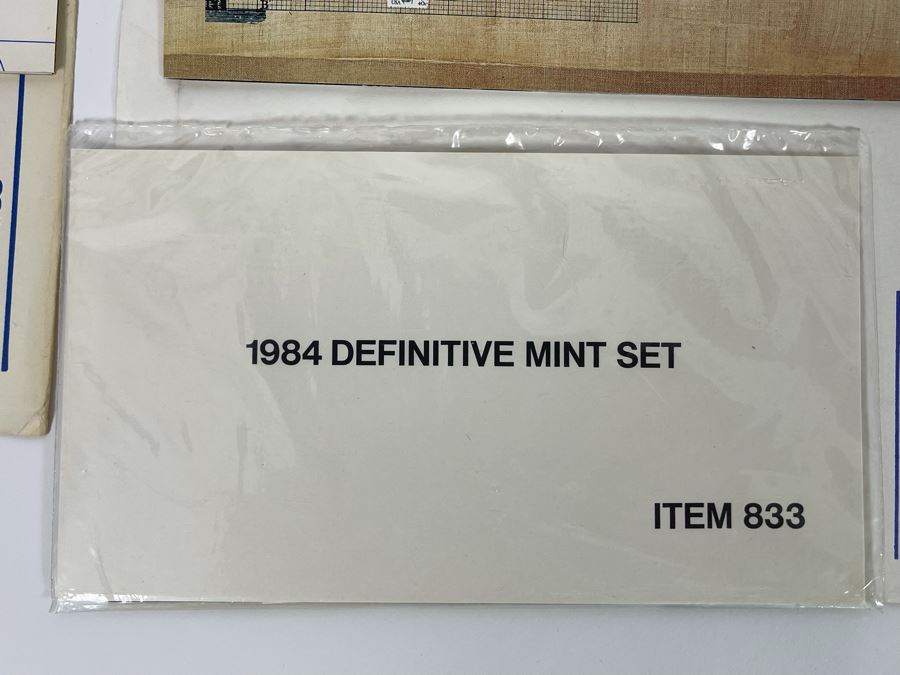 1984 DEFINITIVE MINT SET
ITEM 833